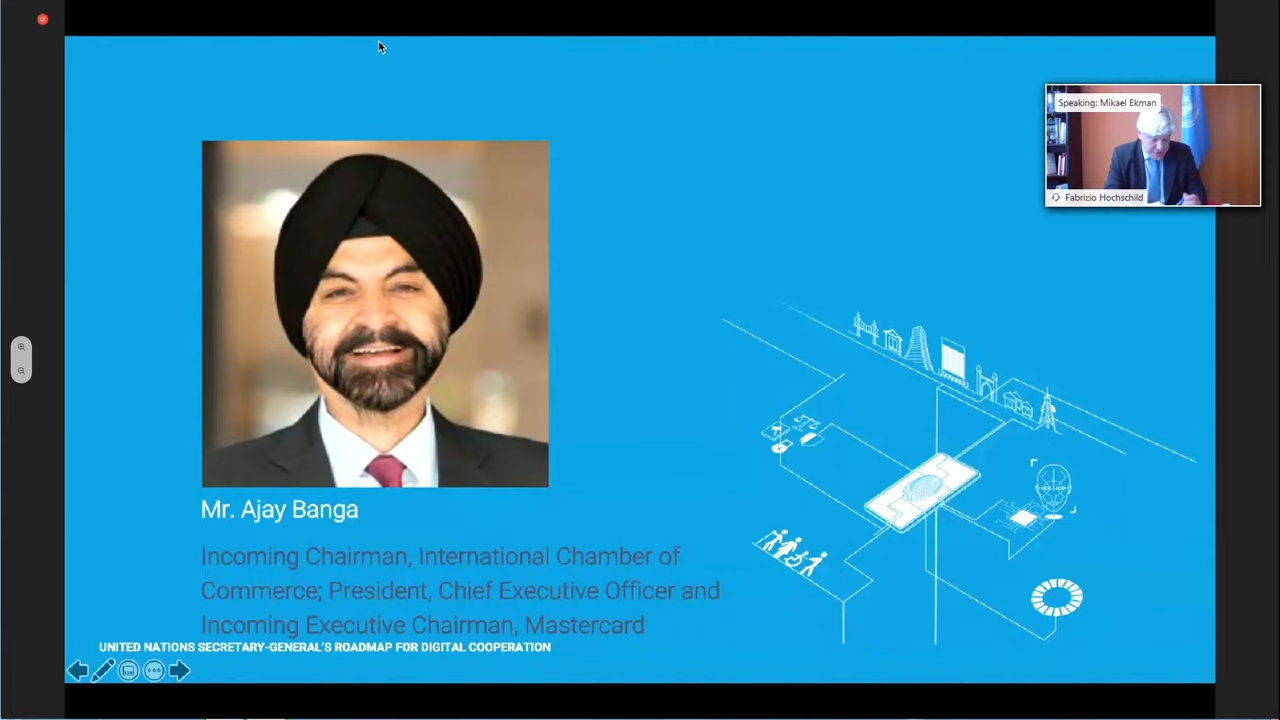 Speaking: Mikael Ekman
Fabrizio Hochschild
Mr. Ajay Banga
Incoming Chairman, International Chamber of
Commerce; President, Chief Executive Officer and
Incoming Executive Chairman, Mastercard
UNITED NATIONS SECRETARY-GENERAL'S ROADMAP FOR DIGITAL COOPERATION